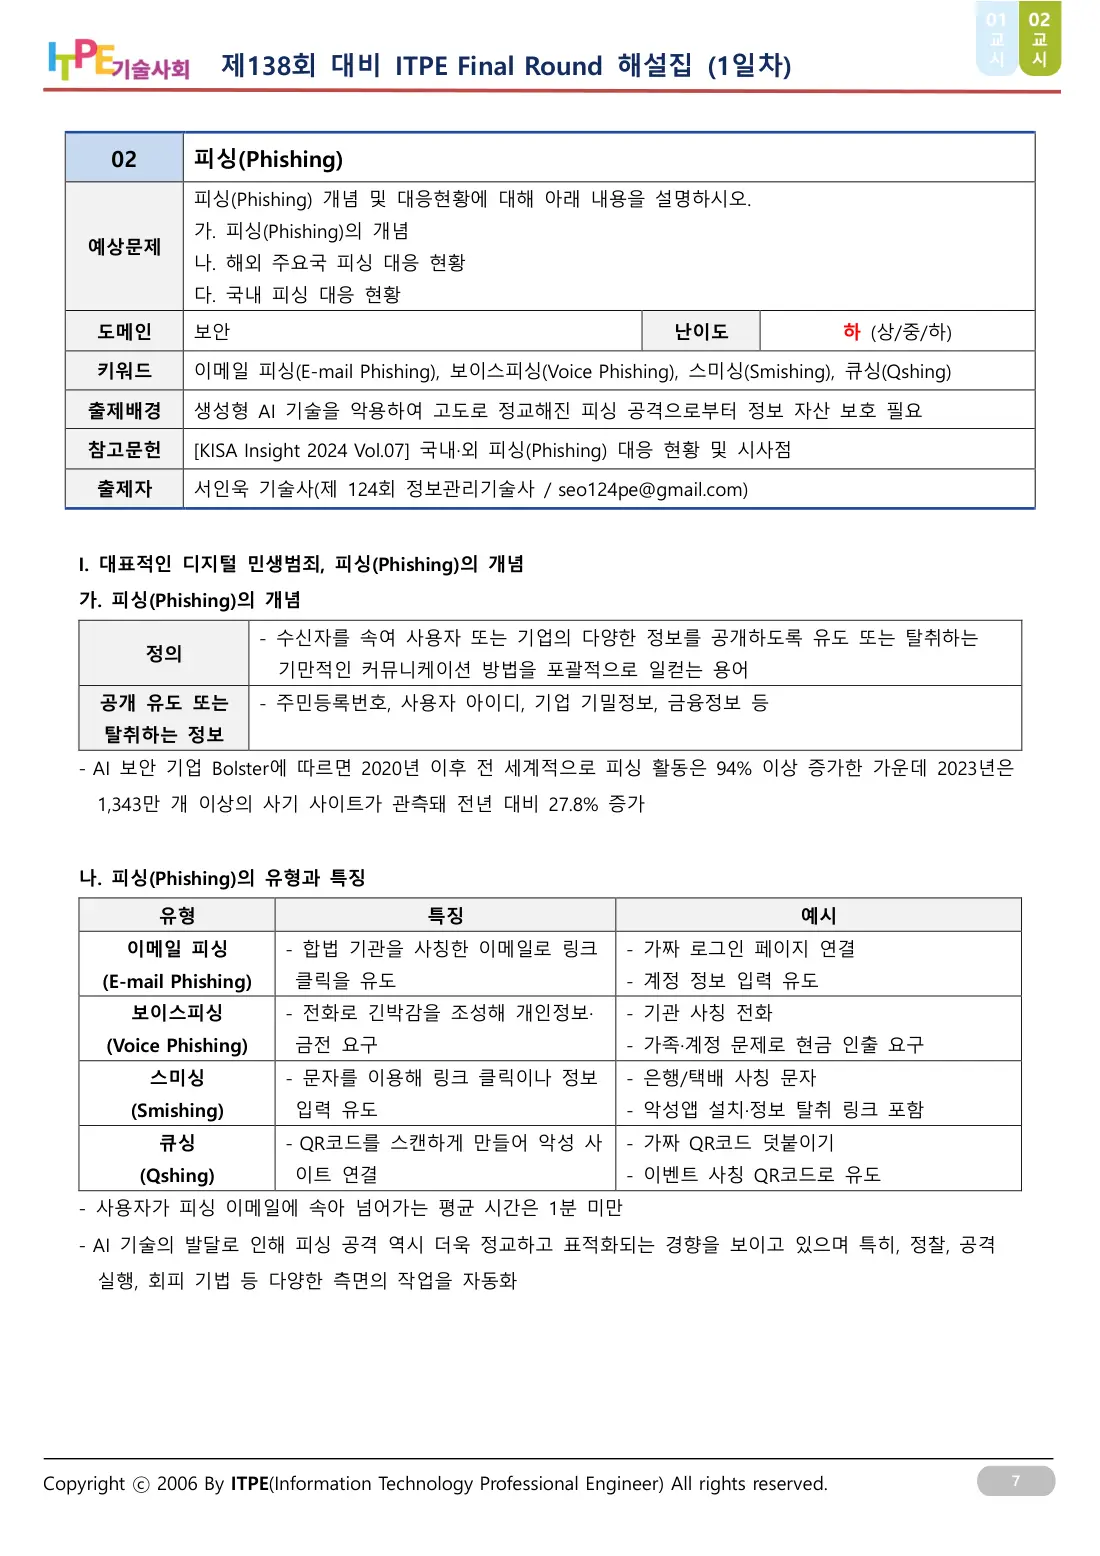 ITPE기술사회 제138회 대비 ITPE Final Round 해설집 (1일차)
01
교
시
02
교
시
02 피싱(Phishing)
예상문제
피싱(Phishing) 개념 및 대응현황에 대해 아래 내용을 설명하시오.
가. 피싱(Phishing)의 개념
나. 해외 주요국 피싱 대응 현황
다. 국내 피싱 대응 현황
도메인 보안 난이도 하 (상/중/하)
키워드 이메일 피싱(E-mail Phishing), 보이스피싱(Voice Phishing), 스미싱(Smishing), 큐싱(Qshing)
출제배경 생성형 AI 기술을 악용하여 고도로 정교해진 피싱 공격으로부터 정보 자산 보호 필요
참고문헌 [KISA Insight 2024 Vol.07] 국내·외 피싱(Phishing) 대응 현황 및 시사점
출제자 서인욱 기술사(제 124회 정보관리기술사 / seo124pe@gmail.com)
I. 대표적인 디지털 민생범죄, 피싱(Phishing)의 개념
가. 피싱(Phishing)의 개념
정의
- 수신자를 속여 사용자 또는 기업의 다양한 정보를 공개하도록 유도 또는 탈취하는
기만적인 커뮤니케이션 방법을 포괄적으로 일컫는 용어
공개 유도 또는
탈취하는 정보
- 주민등록번호, 사용자 아이디, 기업 기밀정보, 금융정보 등
- AI 보안 기업 Bolster에 따르면 2020년 이후 전 세계적으로 피싱 활동은 94% 이상 증가한 가운데 2023년은
1,343만 개 이상의 사기 사이트가 관측돼 전년 대비 27.8% 증가
나. 피싱(Phishing)의 유형과 특징
유형 특징 예시
이메일 피싱
(E-mail Phishing)
- 합법 기관을 사칭한 이메일로 링크
클릭을 유도
- 가짜 로그인 페이지 연결
- 계정 정보 입력 유도
보이스피싱
(Voice Phishing)
- 전화로 긴박감을 조성해 개인정보·
금전 요구
- 기관 사칭 전화
- 가족·계정 문제로 현금 인출 요구
스미싱
(Smishing)
- 문자를 이용해 링크 클릭이나 정보
입력 유도
- 은행/택배 사칭 문자
- 악성앱 설치·정보 탈취 링크 포함
큐싱
(Qshing)
- QR코드를 스캔하게 만들어 악성 사
이트 연결
- 가짜 QR코드 덧붙이기
- 이벤트 사칭 QR코드로 유도
- 사용자가 피싱 이메일에 속아 넘어가는 평균 시간은 1분 미만
- AI 기술의 발달로 인해 피싱 공격 역시 더욱 정교하고 표적화되는 경향을 보이고 있으며 특히, 정찰, 공격
실행, 회피 기법 등 다양한 측면의 작업을 자동화
Copyright ⓒ 2006 By ITPE(Information Technology Professional Engineer) All rights reserved.
7